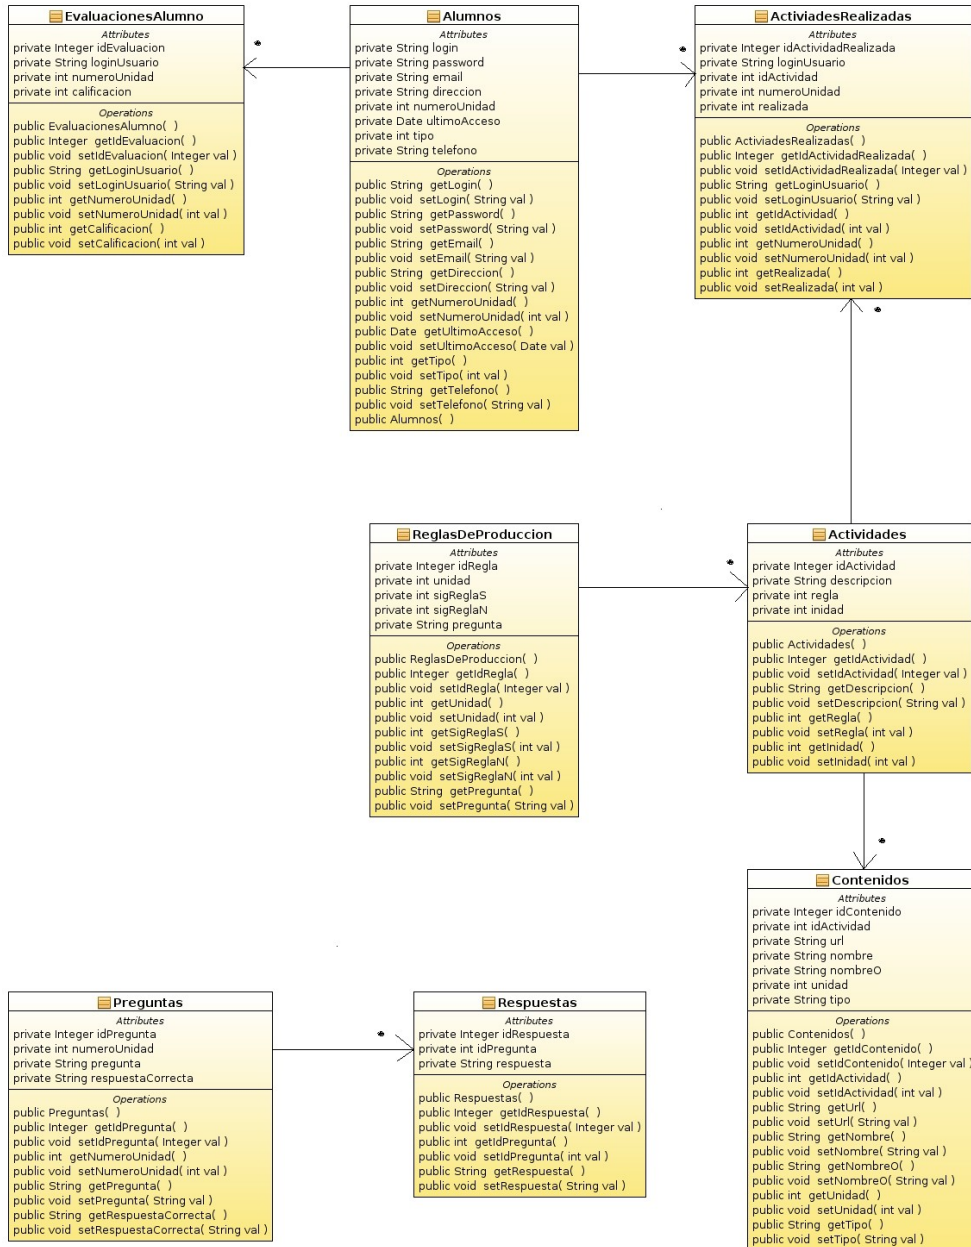 EvaluacionesAlumno
Attributes
private Integer idEvaluacion
private String loginUsuario
private int numeroUnidad
private int calificacion
Operations
public EvaluacionesAlumno( )
public Integer getIdEvaluacion( )
public void setIdEvaluacion( Integer val )
public String getLoginUsuario( )
public void setLoginUsuario( String val )
public int getNumeroUnidad( )
public void setNumeroUnidad( int val )
public int getCalificacion( )
public void setCalificacion( int val )
*
Alumnos
Attributes
private String login
private String password
private String email
private String direccion
private int numeroUnidad
private Date ultimoAcceso
private int tipo
private String telefono
Operations
public String getLogin( )
public void setLogin( String val )
public String getPassword( )
public void setPassword( String val )
public String getEmail( )
public void setEmail( String val )
public String getDireccion( )
public void setDireccion( String val )
public int getNumeroUnidad( )
public void setNumeroUnidad( int val )
public Date getUltimoAcceso( )
public void setUltimoAcceso( Date val )
public int getTipo( )
public void setTipo( int val )
public String getTelefono( )
public void setTelefono( String val )
public Alumnos( )
*
ActiviadesRealizadas
Attributes
private Integer idActividadRealizada
private String loginUsuario
private int idActividad
private int numeroUnidad
private int realizada
Operations
public ActiviadesRealizadas( )
public Integer getIdActividadRealizada( )
public void setIdActividadRealizada( Integer val )
public String getLoginUsuario( )
public void setLoginUsuario( String val )
public int getIdActividad( )
public void setIdActividad( int val )
public int getNumeroUnidad( )
public void setNumeroUnidad( int val )
public int getRealizada( )
public void setRealizada( int val )
*
ReglasDeProduccion
Attributes
private Integer idRegla
private int unidad
private int sigReglaS
private int sigReglaN
private String pregunta
Operations
public ReglasDeProduccion( )
public Integer getIdRegla( )
public void setIdRegla( Integer val )
public int getUnidad( )
public void setUnidad( int val )
public int getSigReglaS( )
public void setSigReglaS( int val )
public int getSigReglaN( )
public void setSigReglaN( int val )
public String getPregunta( )
public void setPregunta( String val )
*
Actividades
Attributes
private Integer idActividad
private String descripcion
private int regla
private int inidad
Operations
public Actividades( )
public Integer getIdActividad( )
public void setIdActividad( Integer val )
public String getDescripcion( )
public void setDescripcion( String val )
public int getRegla( )
public void setRegla( int val )
public int getInidad( )
public void setInidad( int val )
*
Contenidos
Attributes
private Integer idContenido
private int idActividad
private String url
private String nombre
private String nombreO
private int unidad
private String tipo
Operations
public Contenidos( )
public Integer getIdContenido( )
public void setIdContenido( Integer val )
public int getIdActividad( )
public void setIdActividad( int val )
public String getUrl( )
public void setUrl( String val )
public String getNombre( )
public void setNombre( String val )
public String getNombreO( )
public void setNombreO( String val )
public int getUnidad( )
public void setUnidad( int val )
public String getTipo( )
public void setTipo( String val )
Preguntas
Attributes
private Integer idPregunta
private int numeroUnidad
private String pregunta
private String respuestaCorrecta
Operations
public Preguntas( )
public Integer getIdPregunta( )
public void setIdPregunta( Integer val )
public int getNumeroUnidad( )
public void setNumeroUnidad( int val )
public String getPregunta( )
public void setPregunta( String val )
public String getRespuestaCorrecta( )
public void setRespuestaCorrecta( String val )
*
Respuestas
Attributes
private Integer idRespuesta
private int idPregunta
private String respuesta
Operations
public Respuestas( )
public Integer getIdRespuesta( )
public void setIdRespuesta( Integer val )
public int getIdPregunta( )
public void setIdPregunta( int val )
public String getRespuesta( )
public void setRespuesta( String val )